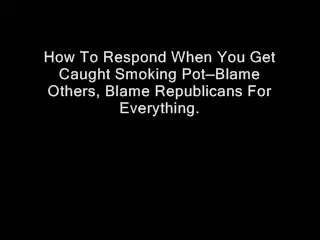 How To Respond When You Get
Caught Smoking Pot—Blame
Others, Blame Republicans For
Everything.